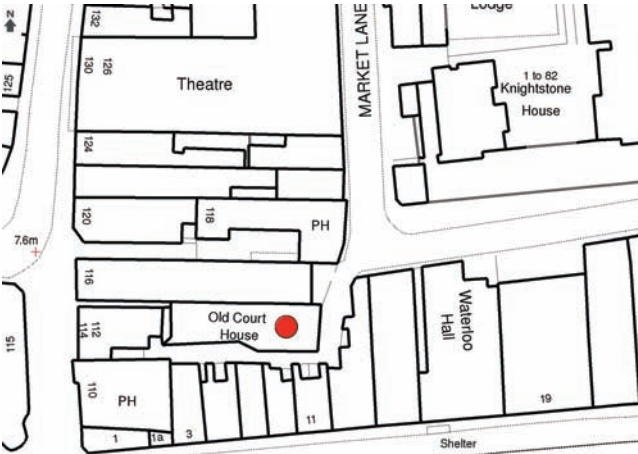 132
Lodge
N
MARKET LANE
126
130
Theatre
1 to 82
Knightstone
House
125
124
120
118
PH
7.6m
116
Old Court
House
Waterloo
Hall
112
114
115
110
PH
19
11
3
1
1a
Shelter